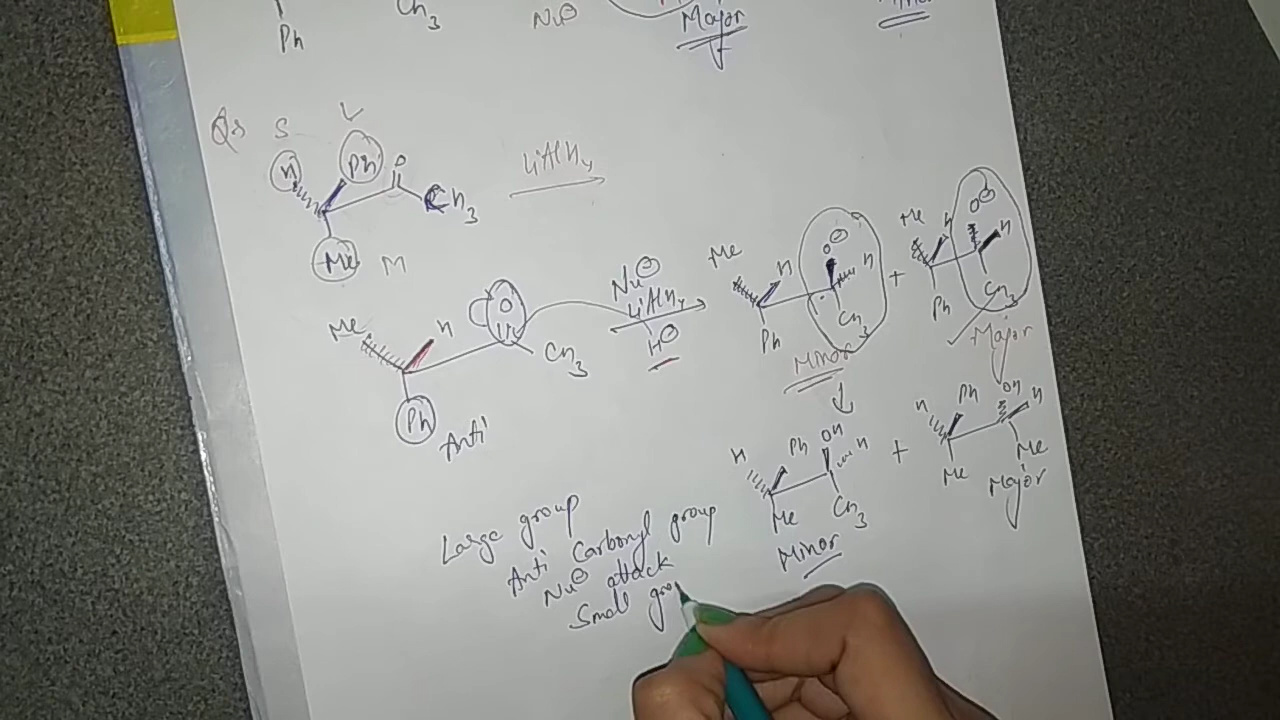 Ph
CH3
Nu⊖
Major
Qs S L
H Ph O
CH3
LiAlH4
Me M
Me H O
CH3
Ph
Anti
Nu⊖
LiAlH4
H⊖
Me H O⊖ H
Ph CH3
Minor
+
Me H O⊖ H
Ph CH3
Major
H Ph OH H
Me CH3
Minor
+
H Ph OH H
Me Me
Major
Large group
Anti Carbonyl group
Nu⊖ attack
Small gro